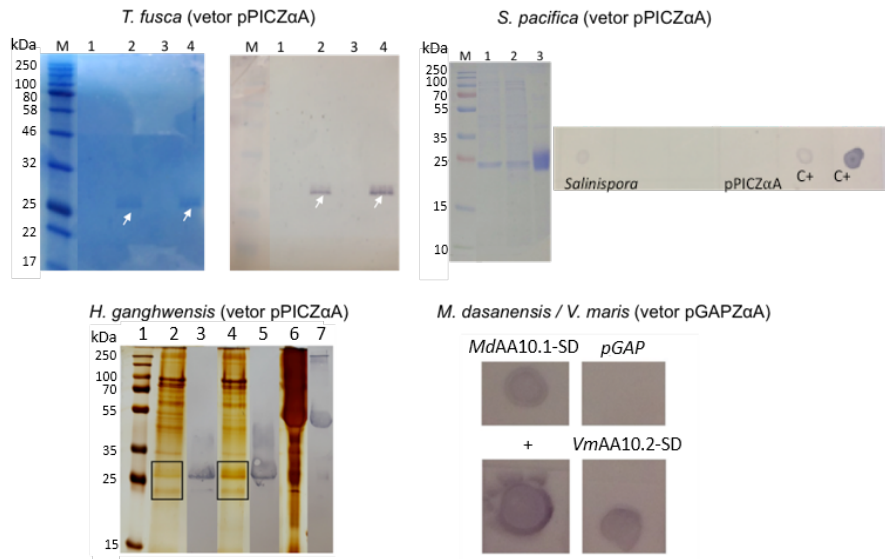 T. fusca (vetor pPICZαA)
kDa M 1 2 3 4 M 1 2 3 4
250
100
80
58
46
32
25
22
17
S. pacifica (vetor pPICZαA)
kDa
M 1 2 3
250
100
70
55
35
25
15
10
Salinispora pPICZαA C+ C+
H. ganghwensis (vetor pPICZαA)
kDa 1 2 3 4 5 6 7
250
100
70
55
35
25
15
M. dasanensis / V. maris (vetor pGAPZαA)
MdAA10.1-SD pGAP
+ VmAA10.2-SD